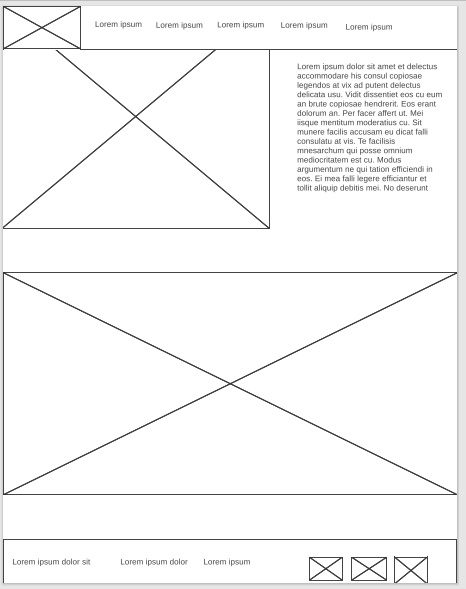 Lorem ipsum
Lorem ipsum
Lorem ipsum
Lorem ipsum
Lorem ipsum
Lorem ipsum dolor sit amet et delectus
accommodare his consul copiosae
legendos at vix ad putent delectus
delicata usu. Vidit dissentiet eos cu eum
an brute copiosae hendrerit. Eos erant
dolorum an. Per facer affert ut. Mei
iisque mentitum moderatius cu. Sit
munere facilis accusam eu dicat falli
consulatu at vis. Te facilisis
mnesarchum qui posse omnium
mediocritatem est cu. Modus
argumentum ne qui tation efficiendi in
eos. Ei mea falli legere efficiantur et
tollit aliquip debitis mei. No deserunt
Lorem ipsum dolor sit
Lorem ipsum dolor
Lorem ipsum